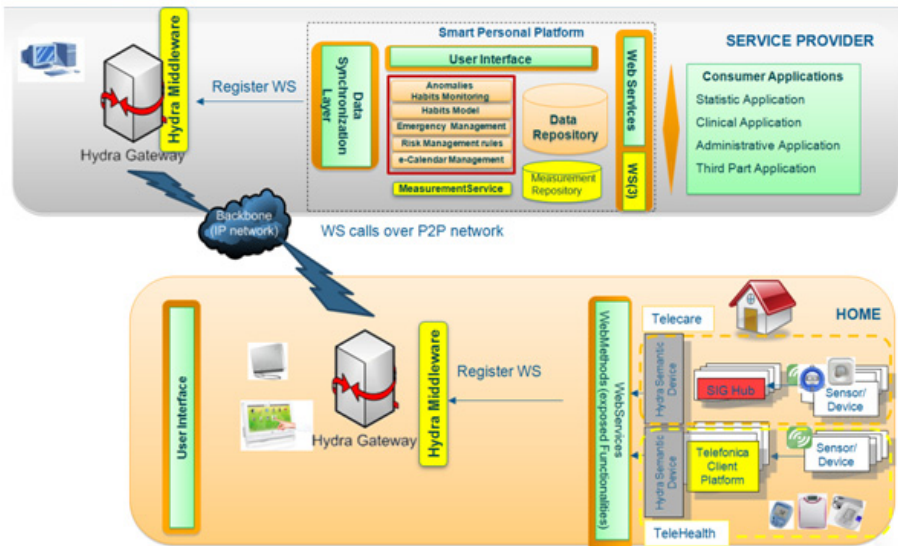 Smart Personal Platform
SERVICE PROVIDER
User Interface
Hydra Middleware
Register WS
Data
Synchronization
Layer
Anomalies
Habits Monitoring
Habits Model
Emergency Management
Risk Management rules
e-Calendar Management
MeasurementService
Data
Repository
Measurement
Repository
Web Services
WS(3)
Consumer Applications
Statistic Application
Clinical Application
Administrative Application
Third Part Application
Hydra Gateway
Backbone
(IP network)
WS calls over P2P network
HOME
User Interface
Hydra Gateway
Hydra Middleware
Register WS
WebServices
WebMethods (exposed Functionalities)
Telecare
Hydra Semantic
Device
SIG Hub
Sensor/
Device
Hydra Semantic
Device
Telefonica
Client
Platform
Sensor/
Device
TeleHealth